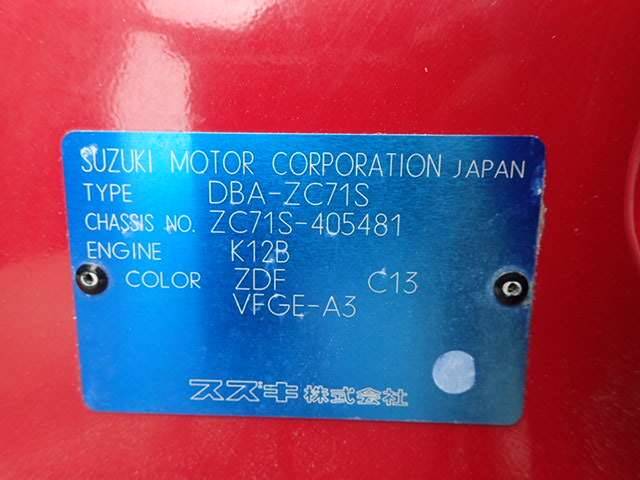 SUZUKI MOTOR CORPORATION JAPAN
TYPE DBA-ZC71S
CHASSIS NO. ZC71S-405481
ENGINE K12B
COLOR ZDF C13
VFGE-A3
スズキ株式会社